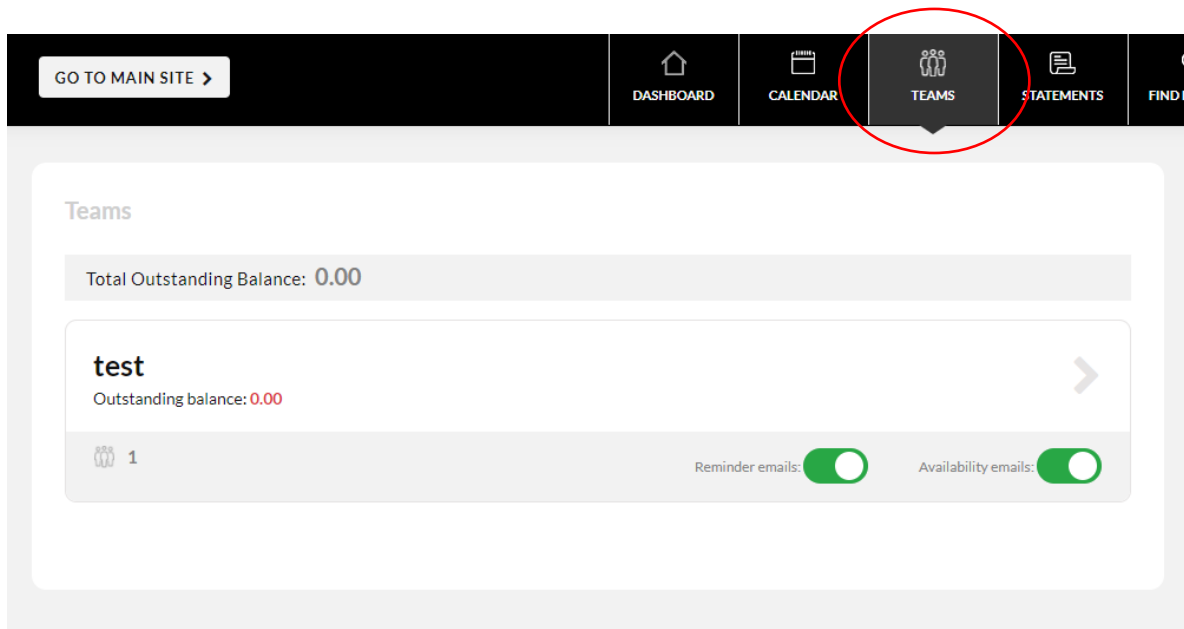 GO TO MAIN SITE
DASHBOARD
CALENDAR
TEAMS
STATEMENTS
FIND
Teams
Total Outstanding Balance: 0.00
test
Outstanding balance: 0.00
1
Reminder emails:
Availability emails: